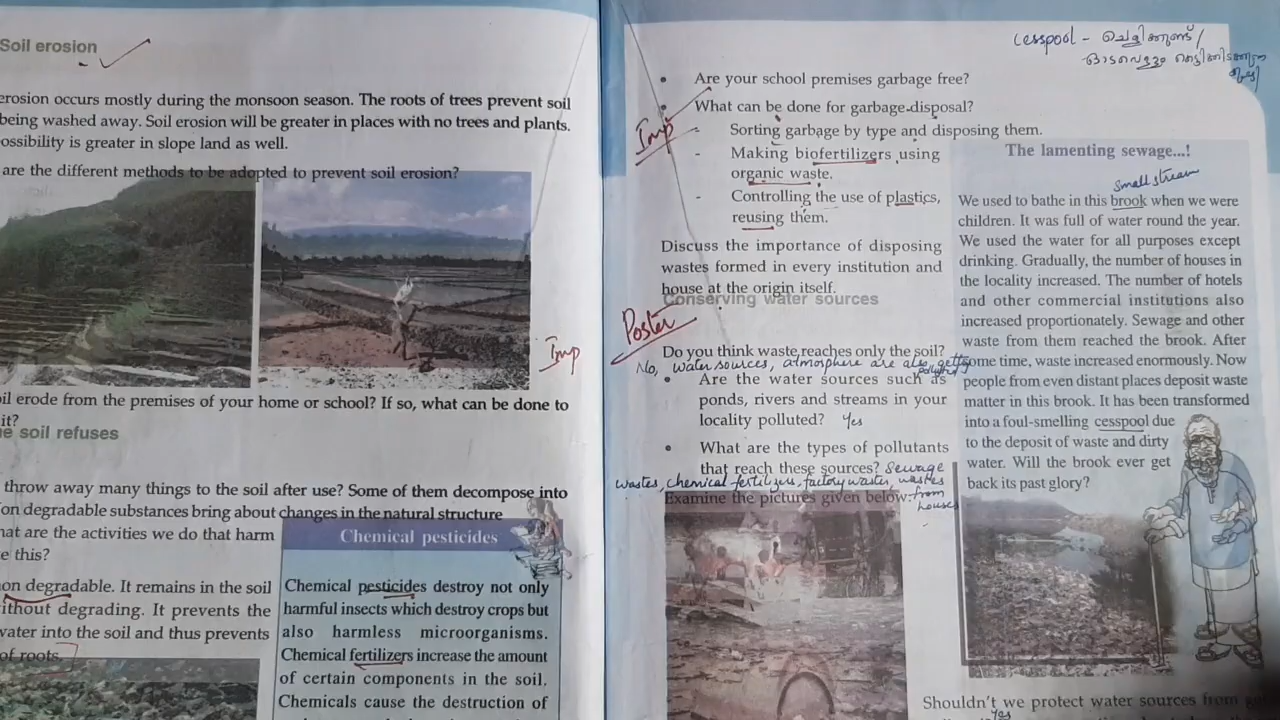 Soil erosion
erosion occurs mostly during the monsoon season. The roots of trees prevent soil
being washed away. Soil erosion will be greater in places with no trees and plants.
ossibility is greater in slope land as well.
are the different methods to be adopted to prevent soil erosion?
Imp
il erode from the premises of your home or school? If so, what can be done to
it?
e soil refuses
throw away many things to the soil after use? Some of them decompose into
on degradable substances bring about changes in the natural structure
hat are the activities we do that harm
e this?
on degradable. It remains in the soil
ithout degrading. It prevents the
water into the soil and thus prevents
of roots.
Chemical pesticides
Chemical pesticides destroy not only
harmful insects which destroy crops but
also harmless microorganisms.
Chemical fertilizers increase the amount
of certain components in the soil.
Chemicals cause the destruction of
cesspool -
• Are your school premises garbage free?
• What can be done for garbage disposal?
Imp
- Sorting garbage by type and disposing them.
- Making biofertilizers using
organic waste.
- Controlling the use of plastics,
reusing them.
Discuss the importance of disposing
wastes formed in every institution and
house at the origin itself.
Conserving water sources
Poster
Do you think waste reaches only the soil?
No, water sources, atmosphere are also getting
polluted
• Are the water sources such as
ponds, rivers and streams in your
locality polluted? Yes
• What are the types of pollutants
that reach these sources? Sewage
wastes, chemical fertilizers, factory wastes, wastes
from
houses
Examine the pictures given below:
The lamenting sewage...!
small stream
We used to bathe in this brook when we were
children. It was full of water round the year.
We used the water for all purposes except
drinking. Gradually, the number of houses in
the locality increased. The number of hotels
and other commercial institutions also
increased proportionately. Sewage and other
waste from them reached the brook. After
some time, waste increased enormously. Now
people from even distant places deposit waste
matter in this brook. It has been transformed
into a foul-smelling cesspool due
to the deposit of waste and dirty
water. Will the brook ever get
back its past glory?
Shouldn't we protect water sources from
Yes